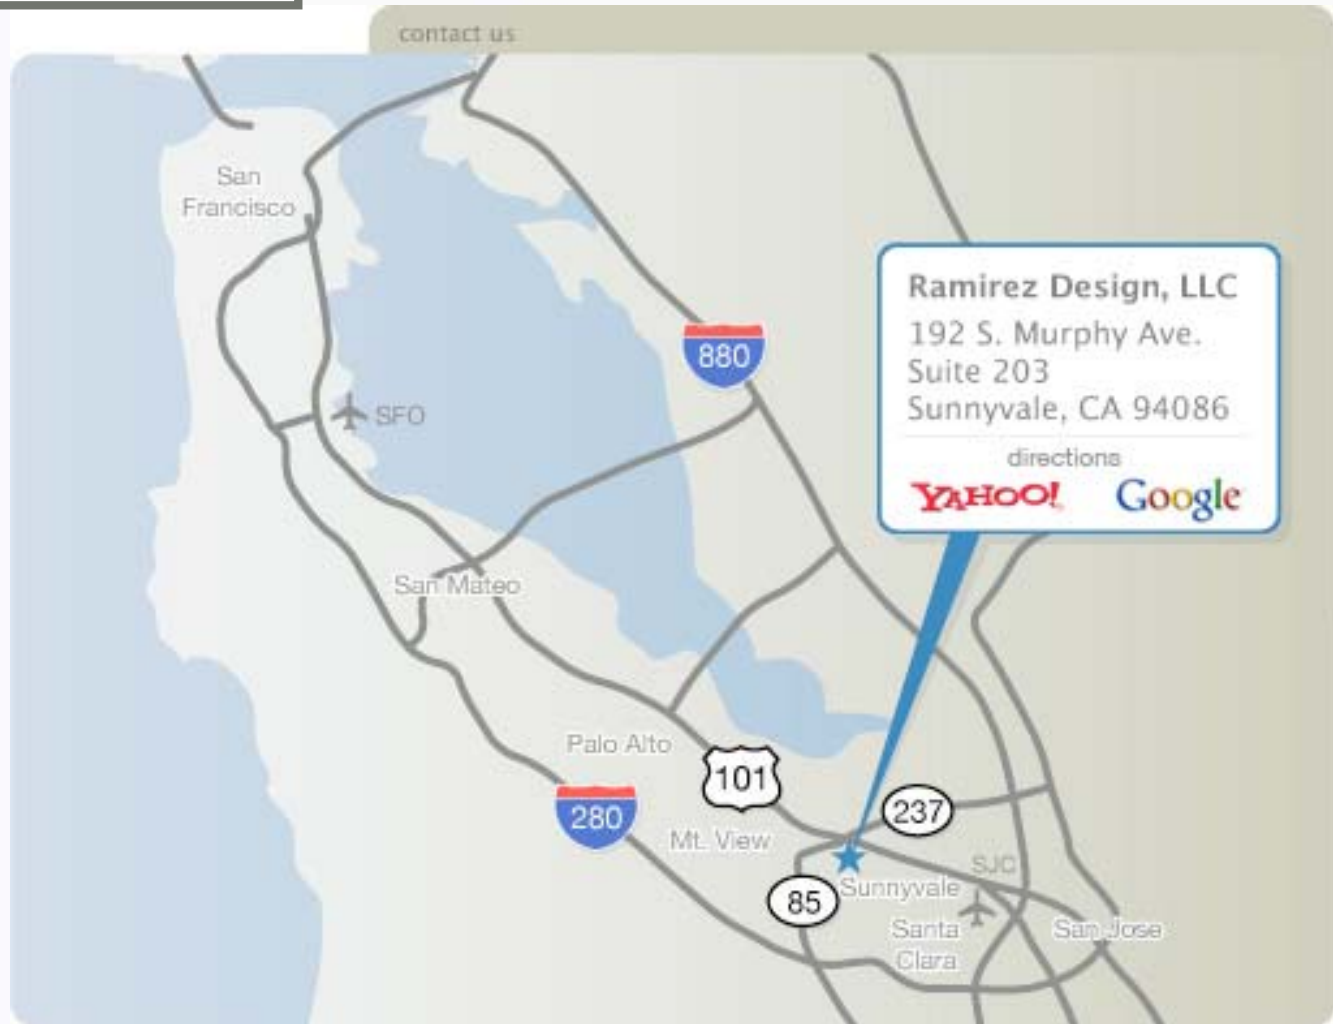 contact us
San
Francisco
Ramirez Design, LLC
192 S. Murphy Ave.
Suite 203
Sunnyvale, CA 94086
directions
YAHOO! Google
880
SFO
San Mateo
Palo Alto
101
280
237
Mt. View
SJC
Sunnyvale
85
Santa
Clara
San Jose